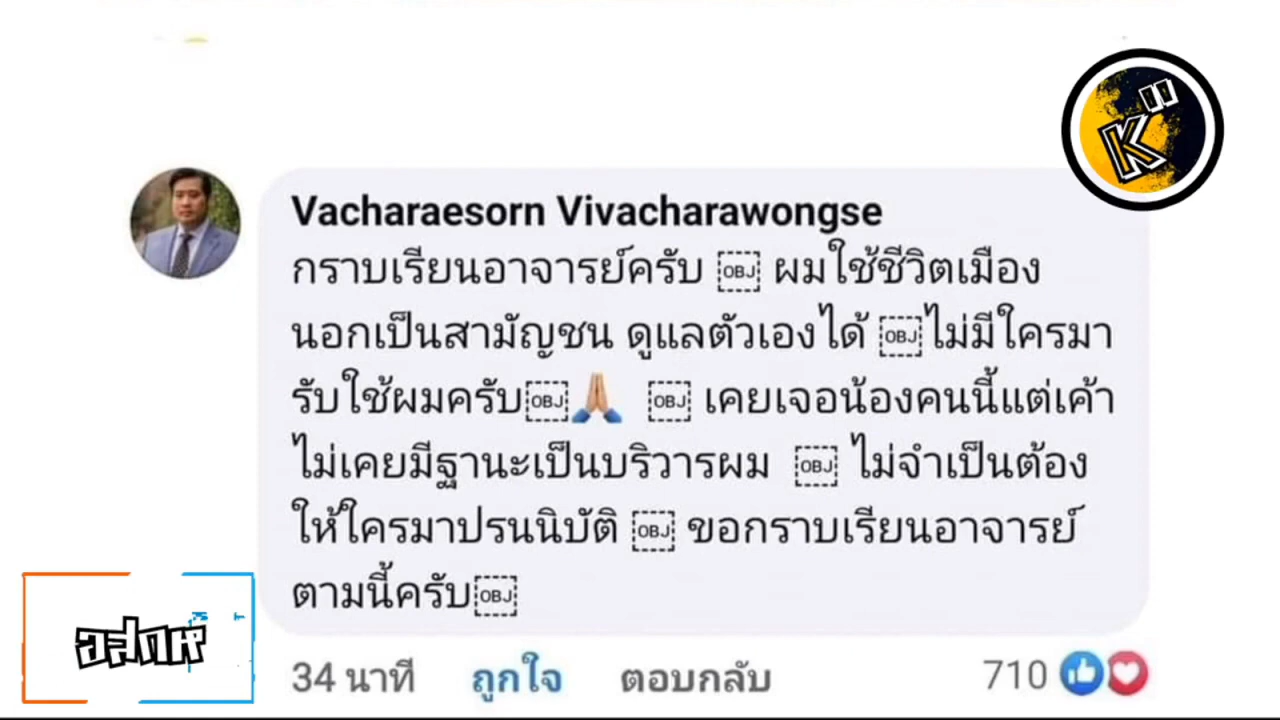 K"
Vacharaesorn Vivacharawongse
กราบเรียนอาจารย์ครับ ￼ ผมใช้ชีวิตเมือง
นอกเป็นสามัญชน ดูแลตัวเองได้ ￼ไม่มีใครมา
รับใช้ผมครับ￼🙏🏼 ￼ เคยเจอน้องคนนี้แต่เค้า
ไม่เคยมีฐานะเป็นบริวารผม ￼ ไม่จำเป็นต้อง
ให้ใครมาปรนนิบัติ ￼ ขอกราบเรียนอาจารย์
ตามนี้ครับ￼
34 นาที ถูกใจ ตอบกลับ 710